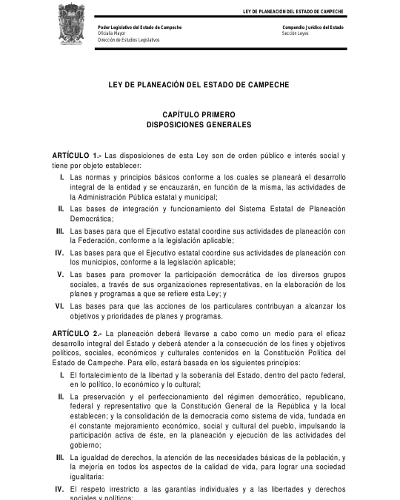 LEY DE PLANEACIÓN DEL ESTADO DE CAMPECHE
Poder Legislativo del Estado de Campeche
Oficialía Mayor
Dirección de Estudios Legislativos
Compendio Jurídico del Estado
Sección Leyes
LEY DE PLANEACIÓN DEL ESTADO DE CAMPECHE
CAPÍTULO PRIMERO
DISPOSICIONES GENERALES
ARTÍCULO 1.- Las disposiciones de esta Ley son de orden público e interés social y
tiene por objeto establecer:
I. Las normas y principios básicos conforme a los cuales se planeará el desarrollo
integral de la entidad y se encauzarán, en función de la misma, las actividades de
la Administración Pública estatal y municipal;
II. Las bases de integración y funcionamiento del Sistema Estatal de Planeación
Democrática;
III. Las bases para que el Ejecutivo estatal coordine sus actividades de planeación con
la Federación, conforme a la legislación aplicable;
IV. Las bases para que el Ejecutivo estatal coordine sus actividades de planeación con
los municipios, conforme a la legislación aplicable;
V. Las bases para promover la participación democrática de los diversos grupos
sociales, a través de sus organizaciones representativas, en la elaboración de los
planes y programas a que se refiere esta Ley; y
VI. Las bases para que las acciones de los particulares contribuyan a alcanzar los
objetivos y prioridades de planes y programas.
ARTÍCULO 2.- La planeación deberá llevarse a cabo como un medio para el eficaz
desarrollo integral del Estado y deberá atender a la consecución de los fines y objetivos
políticos, sociales, económicos y culturales contenidos en la Constitución Política del
Estado de Campeche. Para ello, estará basada en los siguientes principios:
I. El fortalecimiento de la libertad y la soberanía del Estado, dentro del pacto federal,
en lo político, lo económico y lo cultural;
II. La preservación y el perfeccionamiento del régimen democrático, republicano,
federal y representativo que la Constitución General de la República y la local
establecen; y la consolidación de la democracia como sistema de vida, fundada en
el constante mejoramiento económico, social y cultural del pueblo, impulsando la
participación activa de éste, en la planeación y ejecución de las actividades del
gobierno;
III. La igualdad de derechos, la atención de las necesidades básicas de la población, y
la mejoría en todos los aspectos de la calidad de vida, para lograr una sociedad
igualitaria:
IV. El respeto irrestricto a las garantías individuales y a las libertades y derechos
sociales y políticos;